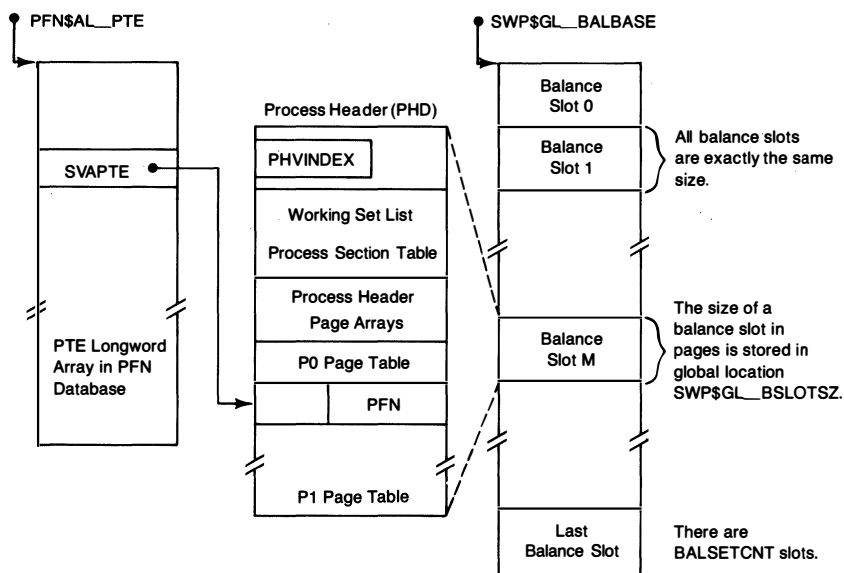 PFN$AL__PTE
SVAPTE
PTE Longword
Array in PFN
Database
Process Header (PHD)
PHVINDEX
Working Set List
Process Section Table
Process Header
Page Arrays
P0 Page Table
PFN
P1 Page Table
SWP$GL__BALBASE
Balance
Slot 0
Balance
Slot 1
All balance slots
are exactly the same
size.
Balance
Slot M
The size of a
balance slot in
pages is stored in
global location
SWP$GL__BSLOTSZ.
Last
Balance Slot
There are
BALSETCNT slots.